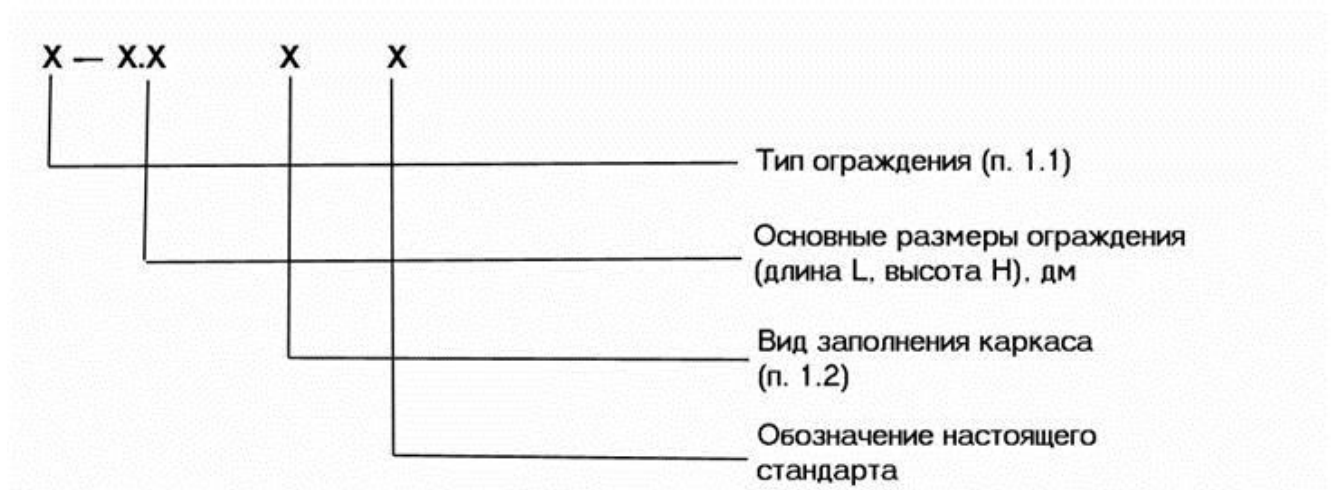 X — X.X X X
Тип ограждения (п. 1.1)
Основные размеры ограждения
(длина L, высота H), дм
Вид заполнения каркаса
(п. 1.2)
Обозначение настоящего
стандарта